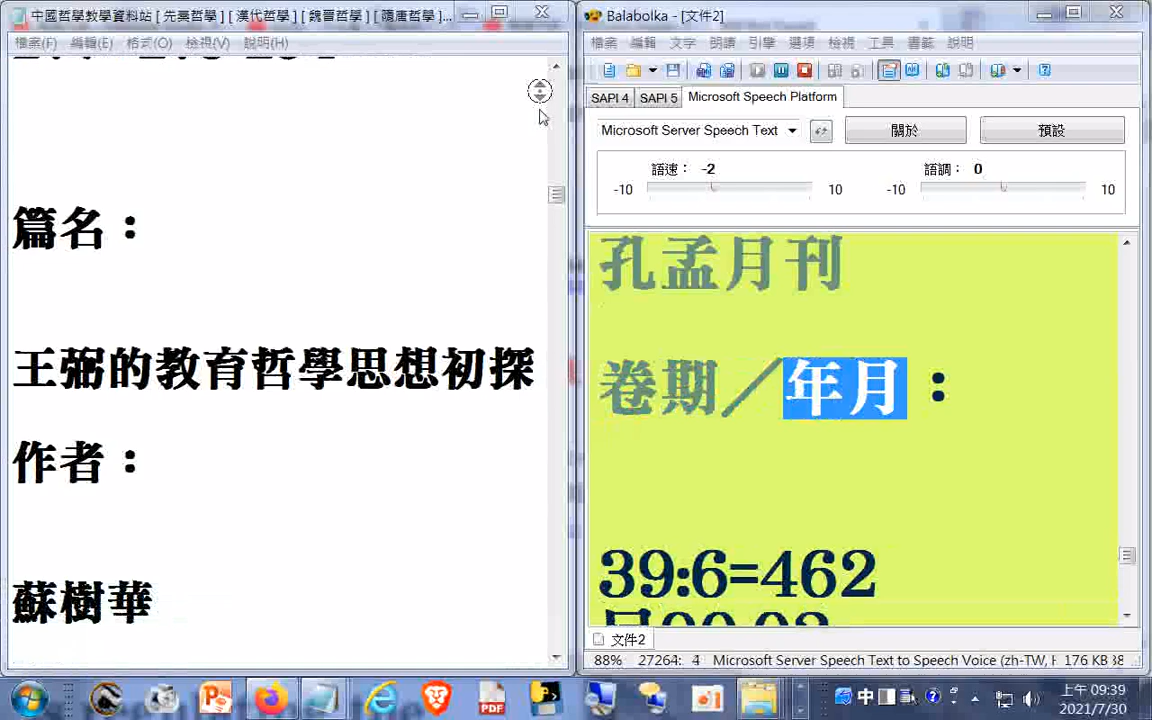 中國哲學教學資料站 [ 先秦哲學 ] [ 漢代哲學 ] [ 魏晉哲學 ] [ 隋唐哲學 ]...
檔案(F) 編輯(E) 格式(O) 檢視(V) 說明(H)
篇名：
王弼的教育哲學思想初探
作者：
蘇樹華
Balabolka - [文件2]
檔案 編輯 文字 朗讀 引擎 選項 檢視 工具 書籤 說明
SAPI 4 SAPI 5 Microsoft Speech Platform
Microsoft Server Speech Text 關於 預設
語速： -2 語調： 0
-10 10 -10 10
孔孟月刊
卷期／年月：
39:6=462
文件2
88% 27264: 4 Microsoft Server Speech Text to Speech Voice (zh-TW, 176 KB
中
上午 09:39
2021/7/30